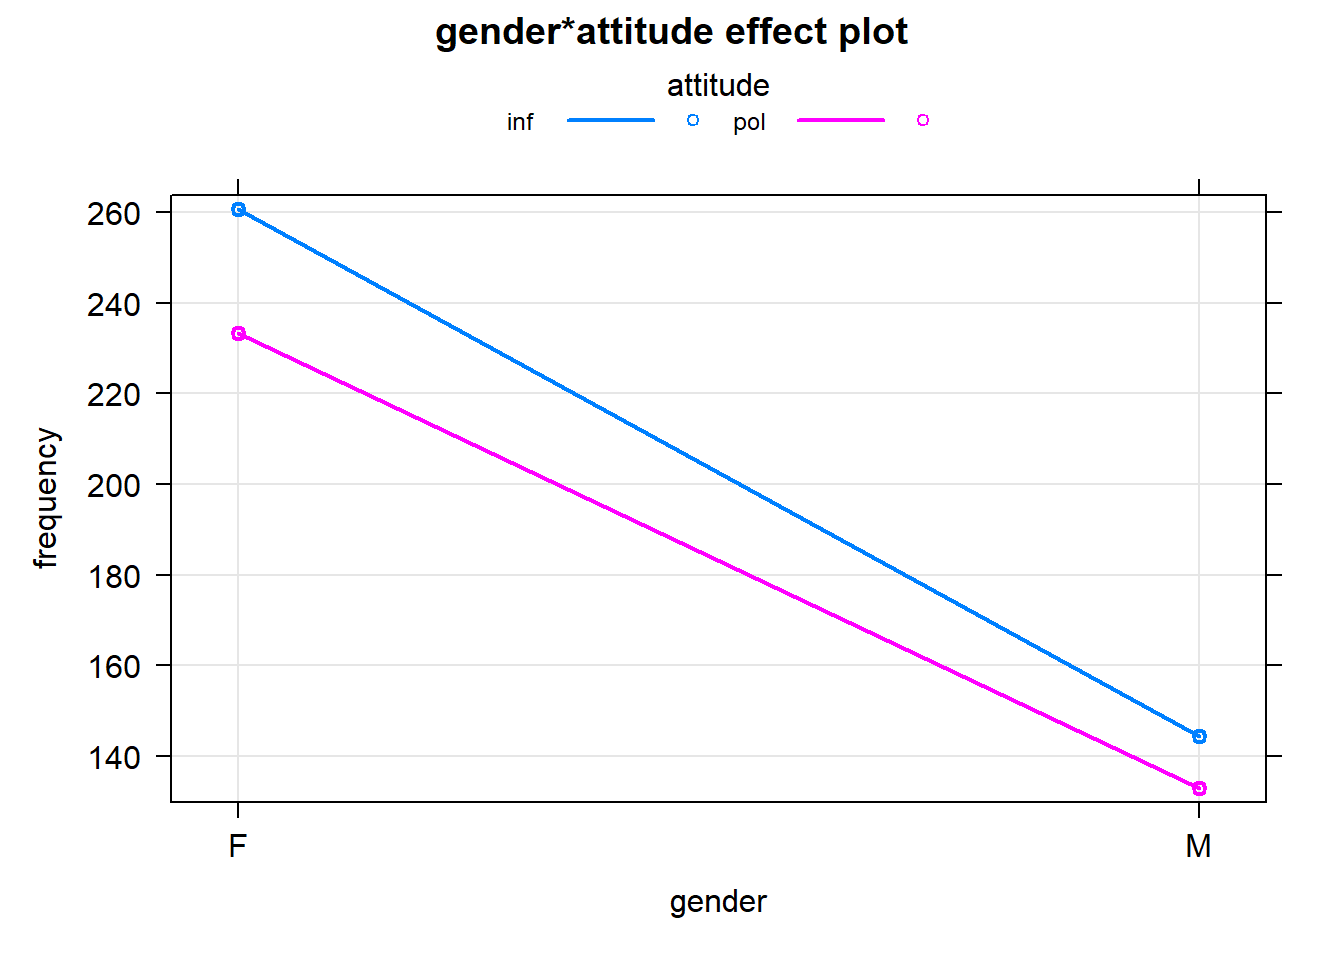 gender*attitude effect plot
attitude
inf pol
260
240
220
200
180
160
140
frequency
F M
gender